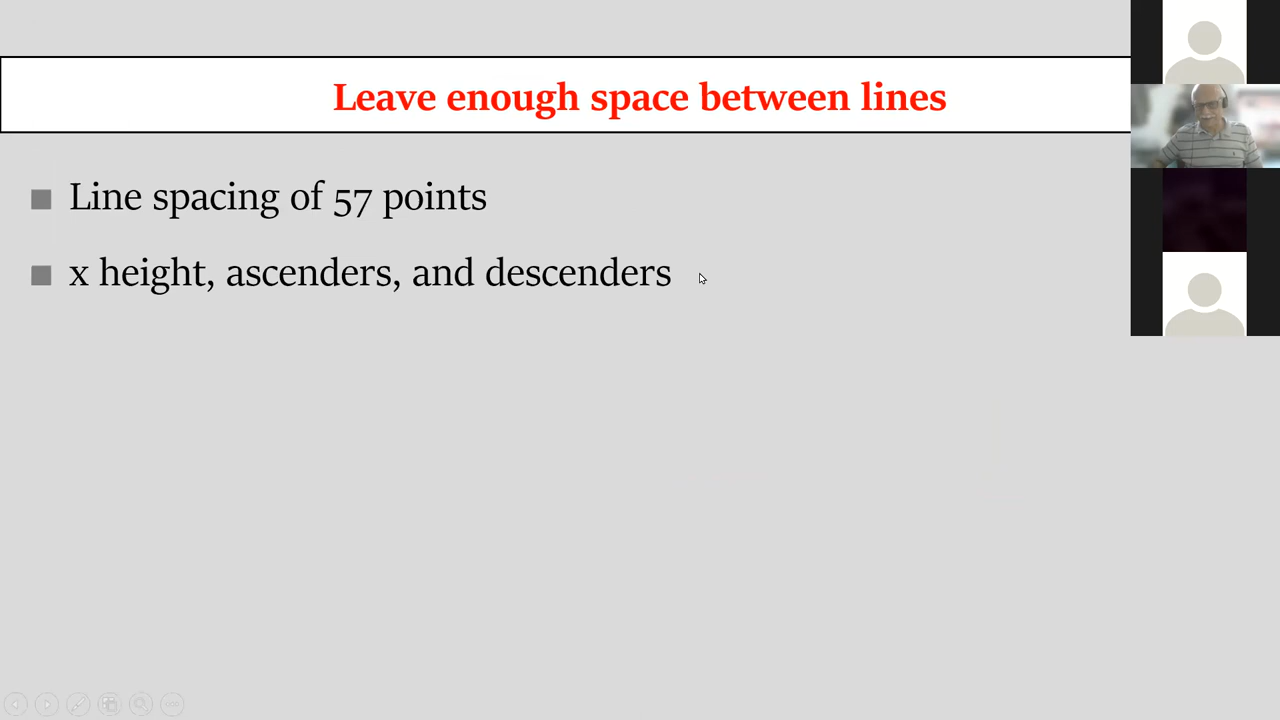 Leave enough space between lines
Line spacing of 57 points
x height, ascenders, and descenders